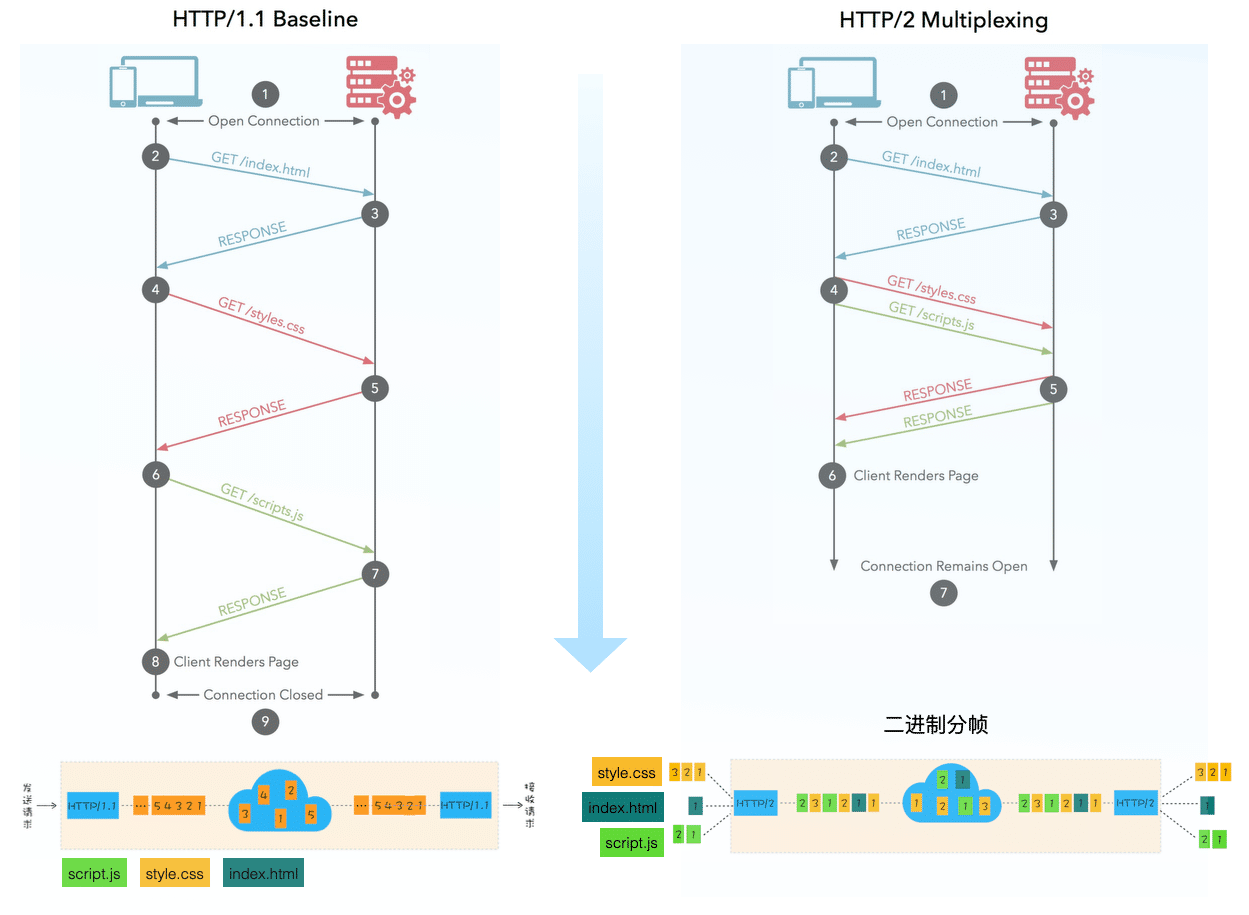 HTTP/1.1 Baseline
1
Open Connection
2
GET /index.html
3
RESPONSE
4
GET /styles.css
5
RESPONSE
6
GET /scripts.js
7
RESPONSE
8 Client Renders Page
Connection Closed
9
发送请求
HTTP/1.1
... 5 4 3 2 1
4 2
3 1 5
... 5 4 3 2 1
HTTP/1.1
接收请求
script.js style.css index.html
HTTP/2 Multiplexing
1
Open Connection
2
GET /index.html
3
RESPONSE
4
GET /styles.css
GET /scripts.js
5
RESPONSE
RESPONSE
6 Client Renders Page
Connection Remains Open
7
二进制分帧
style.css 3 2 1
index.html 1
script.js 2 1
HTTP/2
2 3 1 2 1 1
2 1
1 2 1 3
2 3 1 2 1 1
HTTP/2
3 2 1
1
2 1